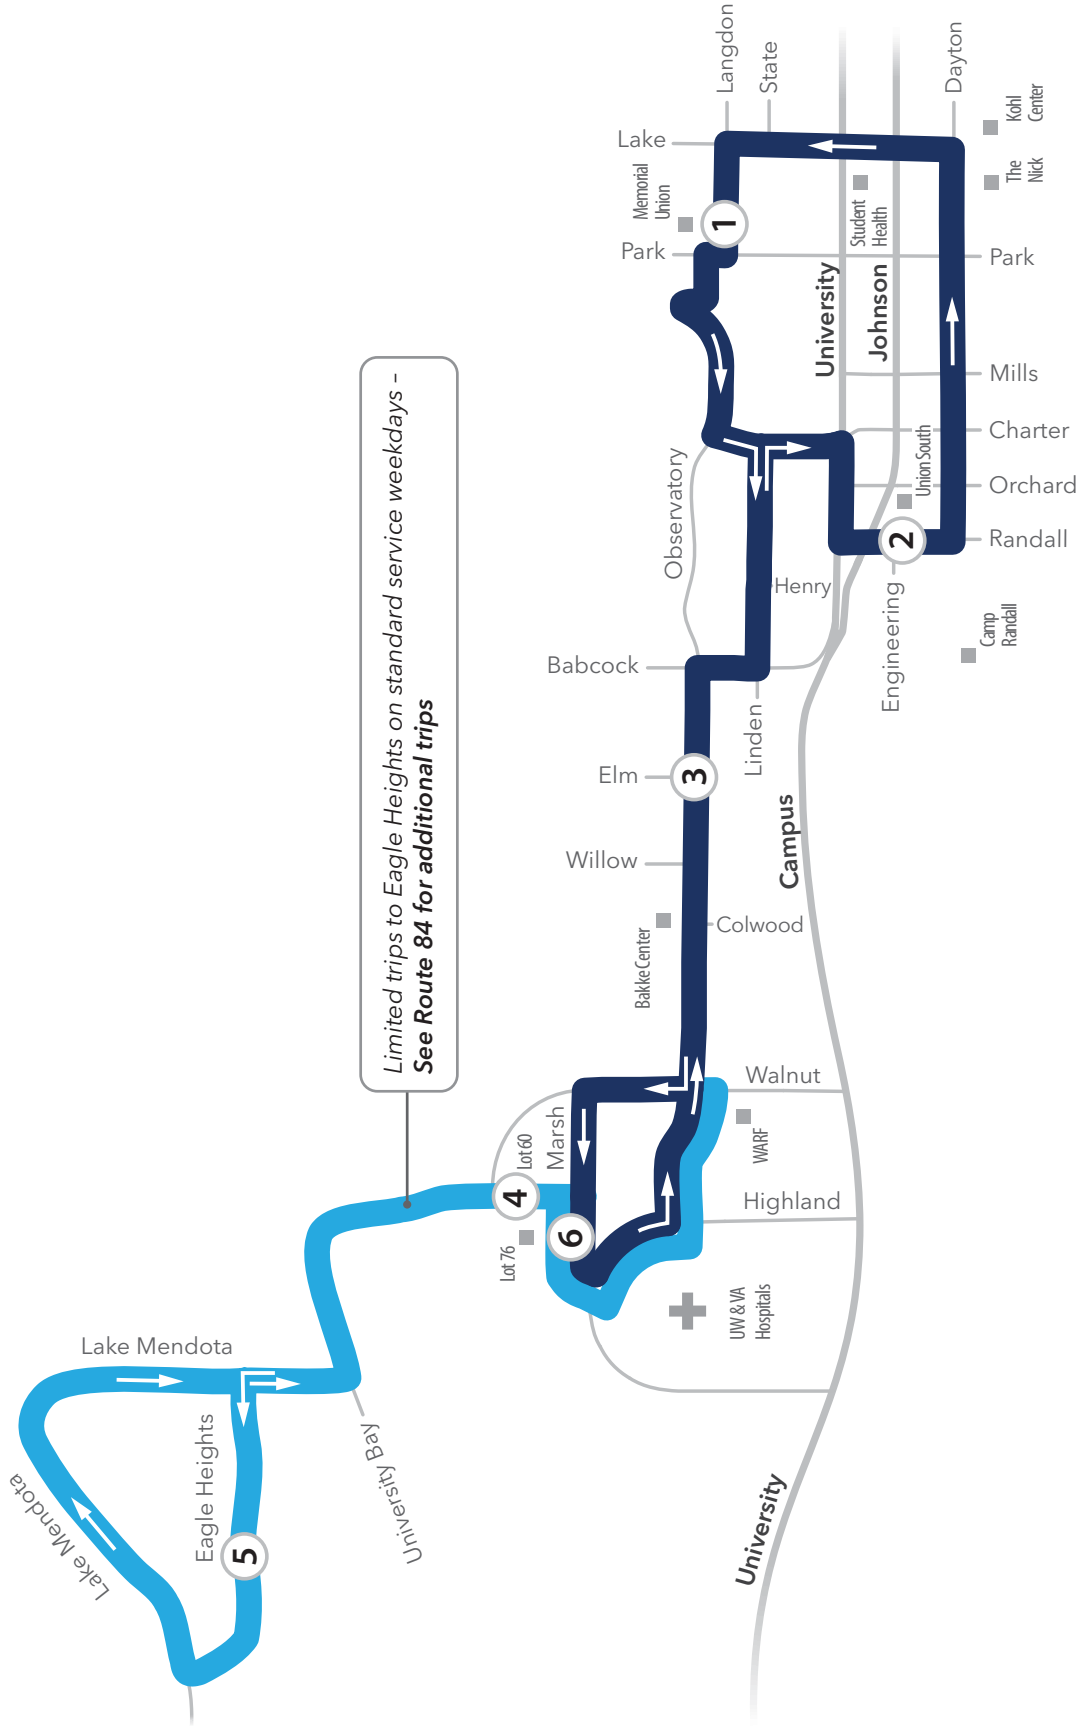 Langdon
State
Dayton
Kohl
Center
Lake
The
Nick
Memorial
Union
1
Student
Health
Park
Park
University
Johnson
Mills
Charter
Union South
Orchard
Observatory
2
Randall
Henry
Engineering
Camp
Randall
Babcock
Linden
Elm
3
Campus
Willow
Colwood
Bakke Center
Limited trips to Eagle Heights on standard service weekdays –
See Route 84 for additional trips
Walnut
Marsh
Lot 60
WARF
4
Highland
6
Lot 76
UW & VA
Hospitals
Lake Mendota
Eagle Heights
University Bay
Lake Mendota
5
University